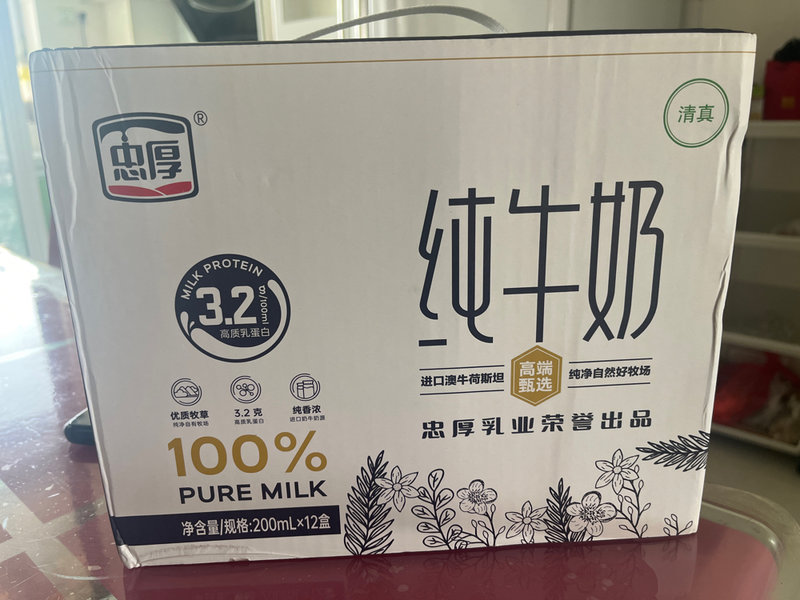 忠厚®
清真
纯牛奶
MILK PROTEIN
3.2g/100ml
高质乳蛋白
进口澳牛荷斯坦
高端
甄选
纯净自然好牧场
忠厚乳业荣誉出品
优质牧草
纯净自有牧场
3.2 克
高质乳蛋白
纯香浓
进口奶牛奶源
100%
PURE MILK
净含量/规格:200mL×12盒